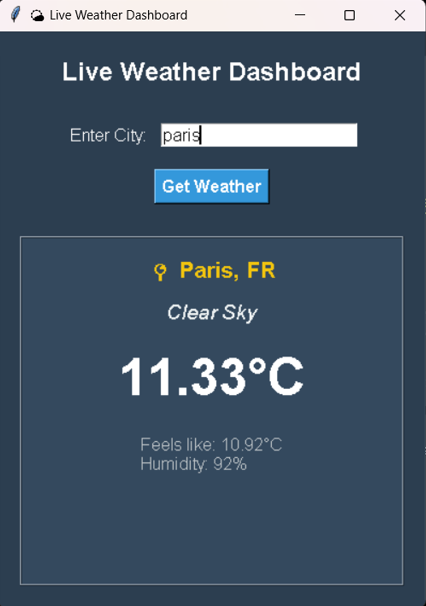 Live Weather Dashboard
Live Weather Dashboard
Enter City: paris
Get Weather
Paris, FR
Clear Sky
11.33°C
Feels like: 10.92°C
Humidity: 92%